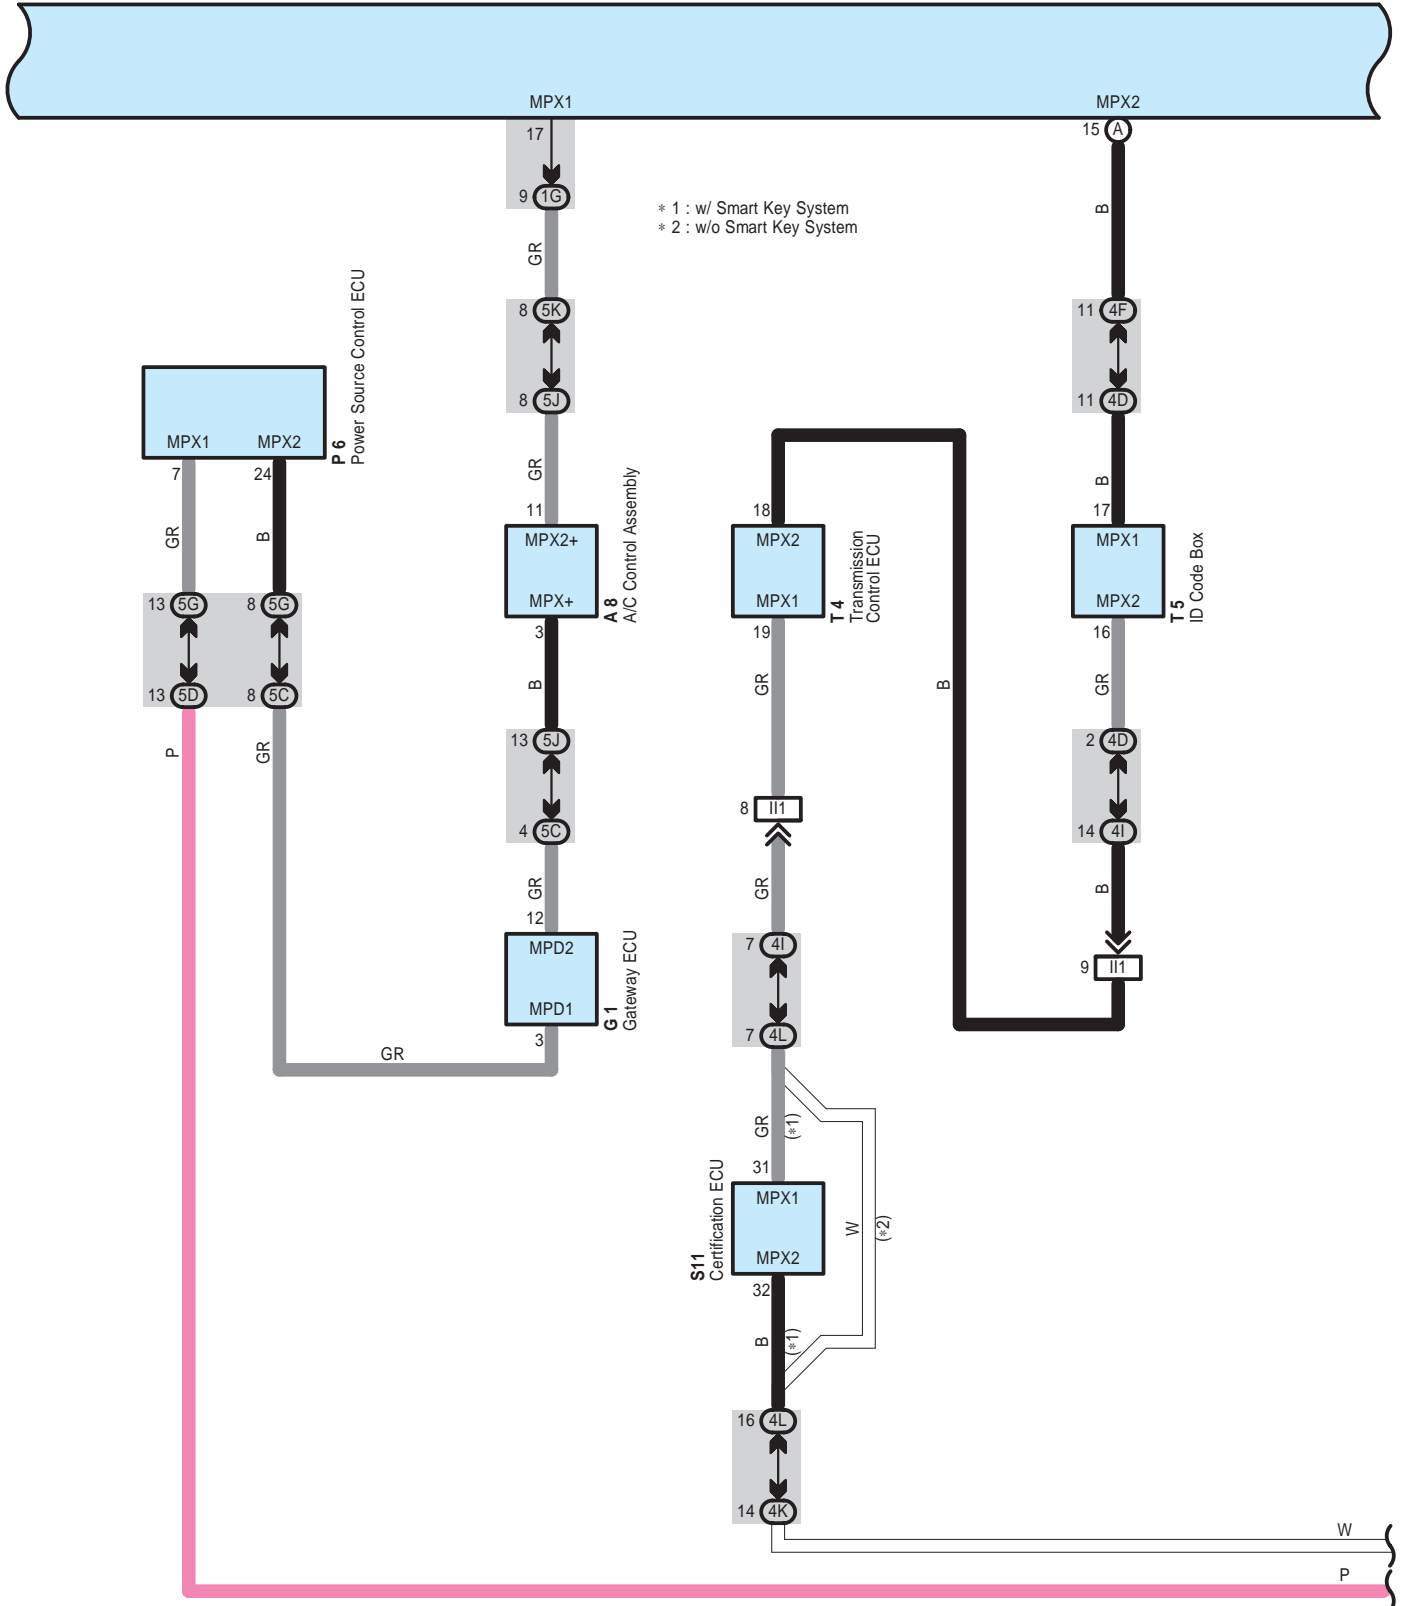 MPX1
MPX2
17
15 A
9 1G
* 1 : w/ Smart Key System
* 2 : w/o Smart Key System
B
GR
8 5K
11 4F
8 5J
11 4D
MPX1
MPX2
P 6
Power Source Control ECU
7
24
GR
B
GR
B
11
18
17
MPX2+
MPX+
A 8
A/C Control Assembly
MPX2
MPX1
T 4
Transmission
Control ECU
MPX1
MPX2
T 5
ID Code Box
13 5G
8 5G
3
19
16
B
GR
B
GR
13 5D
8 5C
P
GR
13 5J
2 4D
8 II1
4 5C
14 4I
GR
GR
B
12
7 4I
MPD2
MPD1
G 1
Gateway ECU
9 II1
3
7 4L
GR
GR
(*1)
31
MPX1
MPX2
S11
Certification ECU
W
(*2)
32
B
(*1)
16 4L
14 4K
W
P